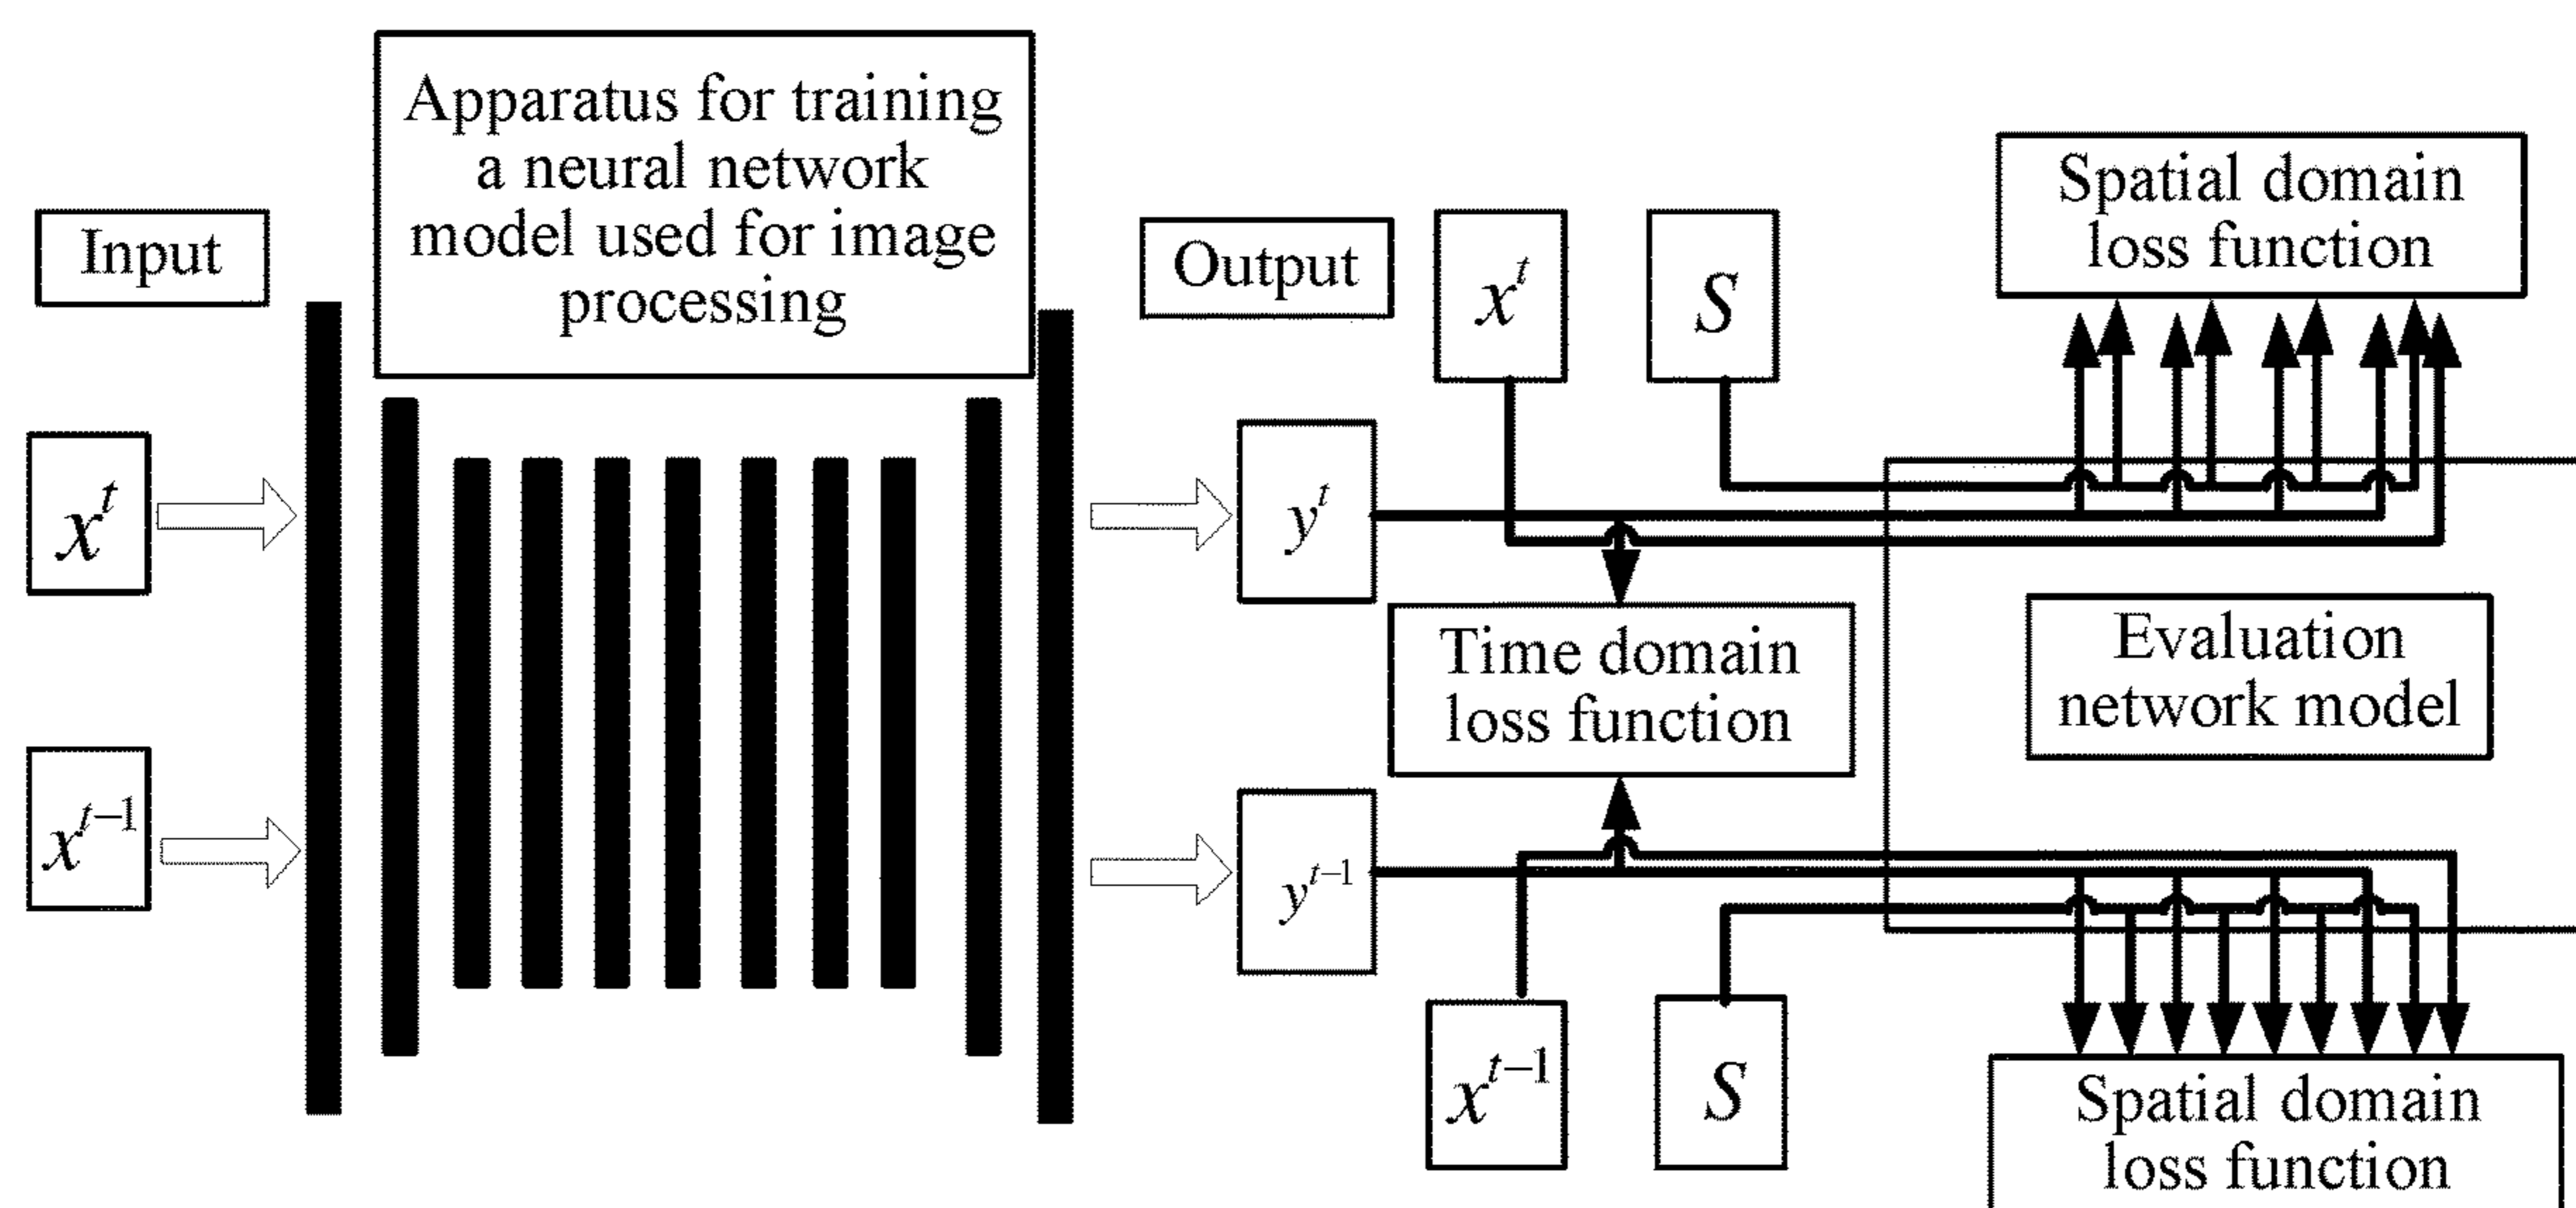 Apparatus for training
a neural network
model used for image
processing
Input
Output
x^t
S
Spatial domain
loss function
x^t
y^t
Time domain
loss function
Evaluation
network model
x^{t-1}
y^{t-1}
x^{t-1}
S
Spatial domain
loss function